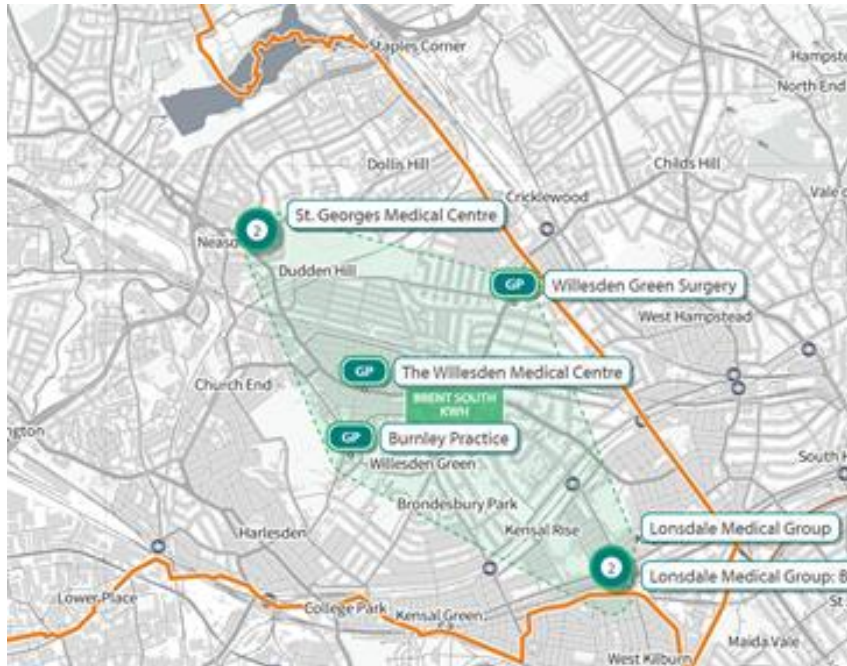 Staples Corner
Hampste
North End
Dollis Hill
Childs Hill
Cricklewood
Vale o
St. Georges Medical Centre
2
Neasd
Dudden Hill
GP
Willesden Green Surgery
West Hampstead
GP
The Willesden Medical Centre
Church End
BRENT SOUTH
KWH
ngton
GP
Burnley Practice
Willesden Green
South H
Brondesbury Park
Kensal Rise
Lonsdale Medical Group
Harlesden
2
Lonsdale Medical Group: B
Lower Place
College Park
Kensal Green
St
Maida Vale
West Kilburn